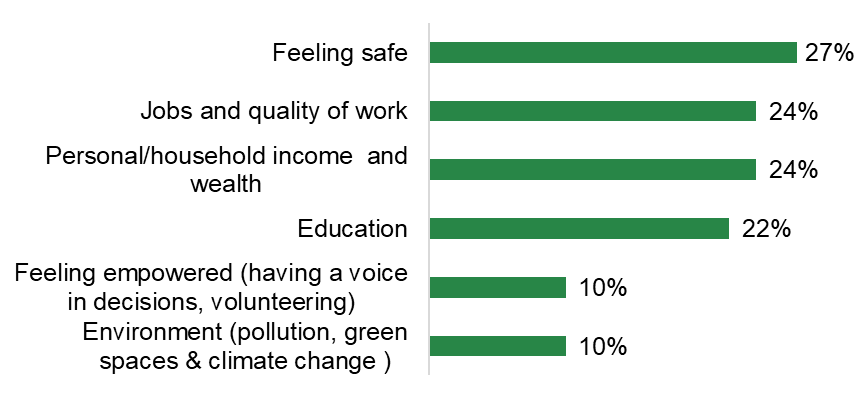 Feeling safe 27%
Jobs and quality of work 24%
Personal/household income and
wealth 24%
Education 22%
Feeling empowered (having a voice
in decisions, volunteering) 10%
Environment (pollution, green
spaces & climate change ) 10%